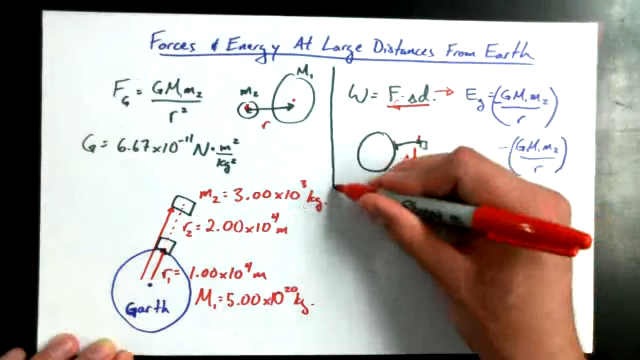 Forces & Energy At Large Distances From Earth
F_G = GM₁m₂ / r²
m₂
M₁
r
G = 6.67×10⁻¹¹ N·m²/kg²
m₂ = 3.00×10³ kg.
r₂ = 2.00×10⁴ m
r₁ = 1.00×10⁴ m
M₁ = 5.00×10²⁰ kg.
Garth
W = F·Δd. → E_g = (GM₁m₂ / r)
-(GM₁m₂ / r)